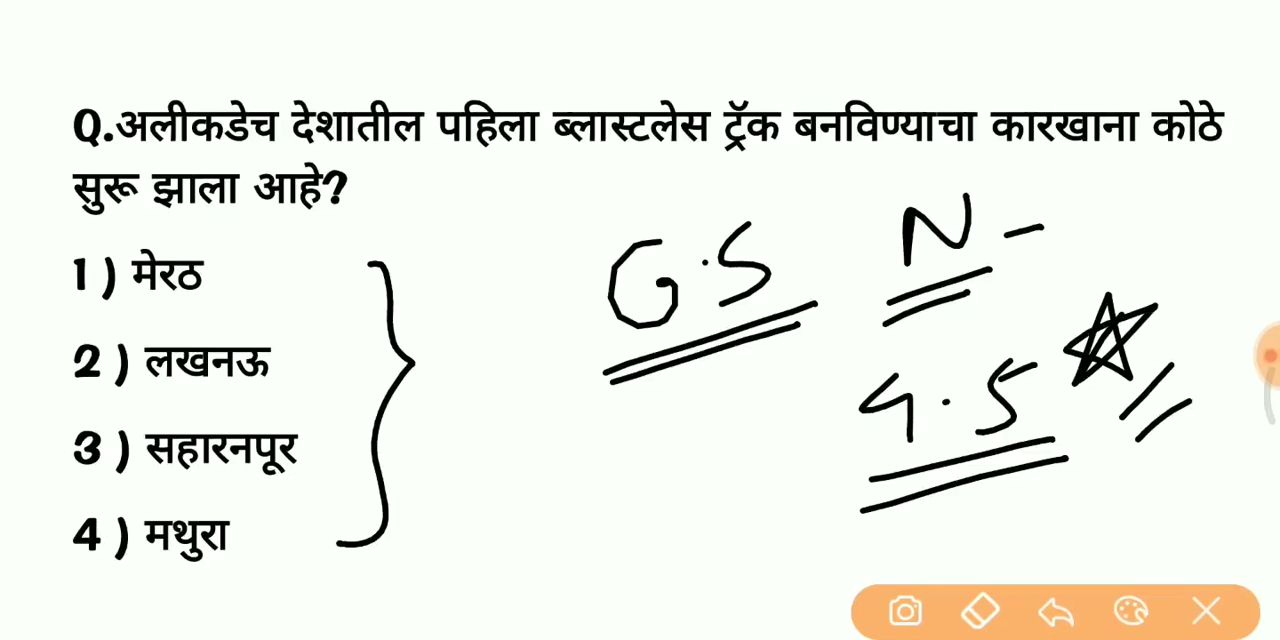 Q.अलीकडेच देशातील पहिला ब्लास्टलेस ट्रॅक बनविण्याचा कारखाना कोठे
सुरू झाला आहे?
1 ) मेरठ
2 ) लखनऊ
3 ) सहारनपूर
4 ) मथुरा
G.S
N -
4.5